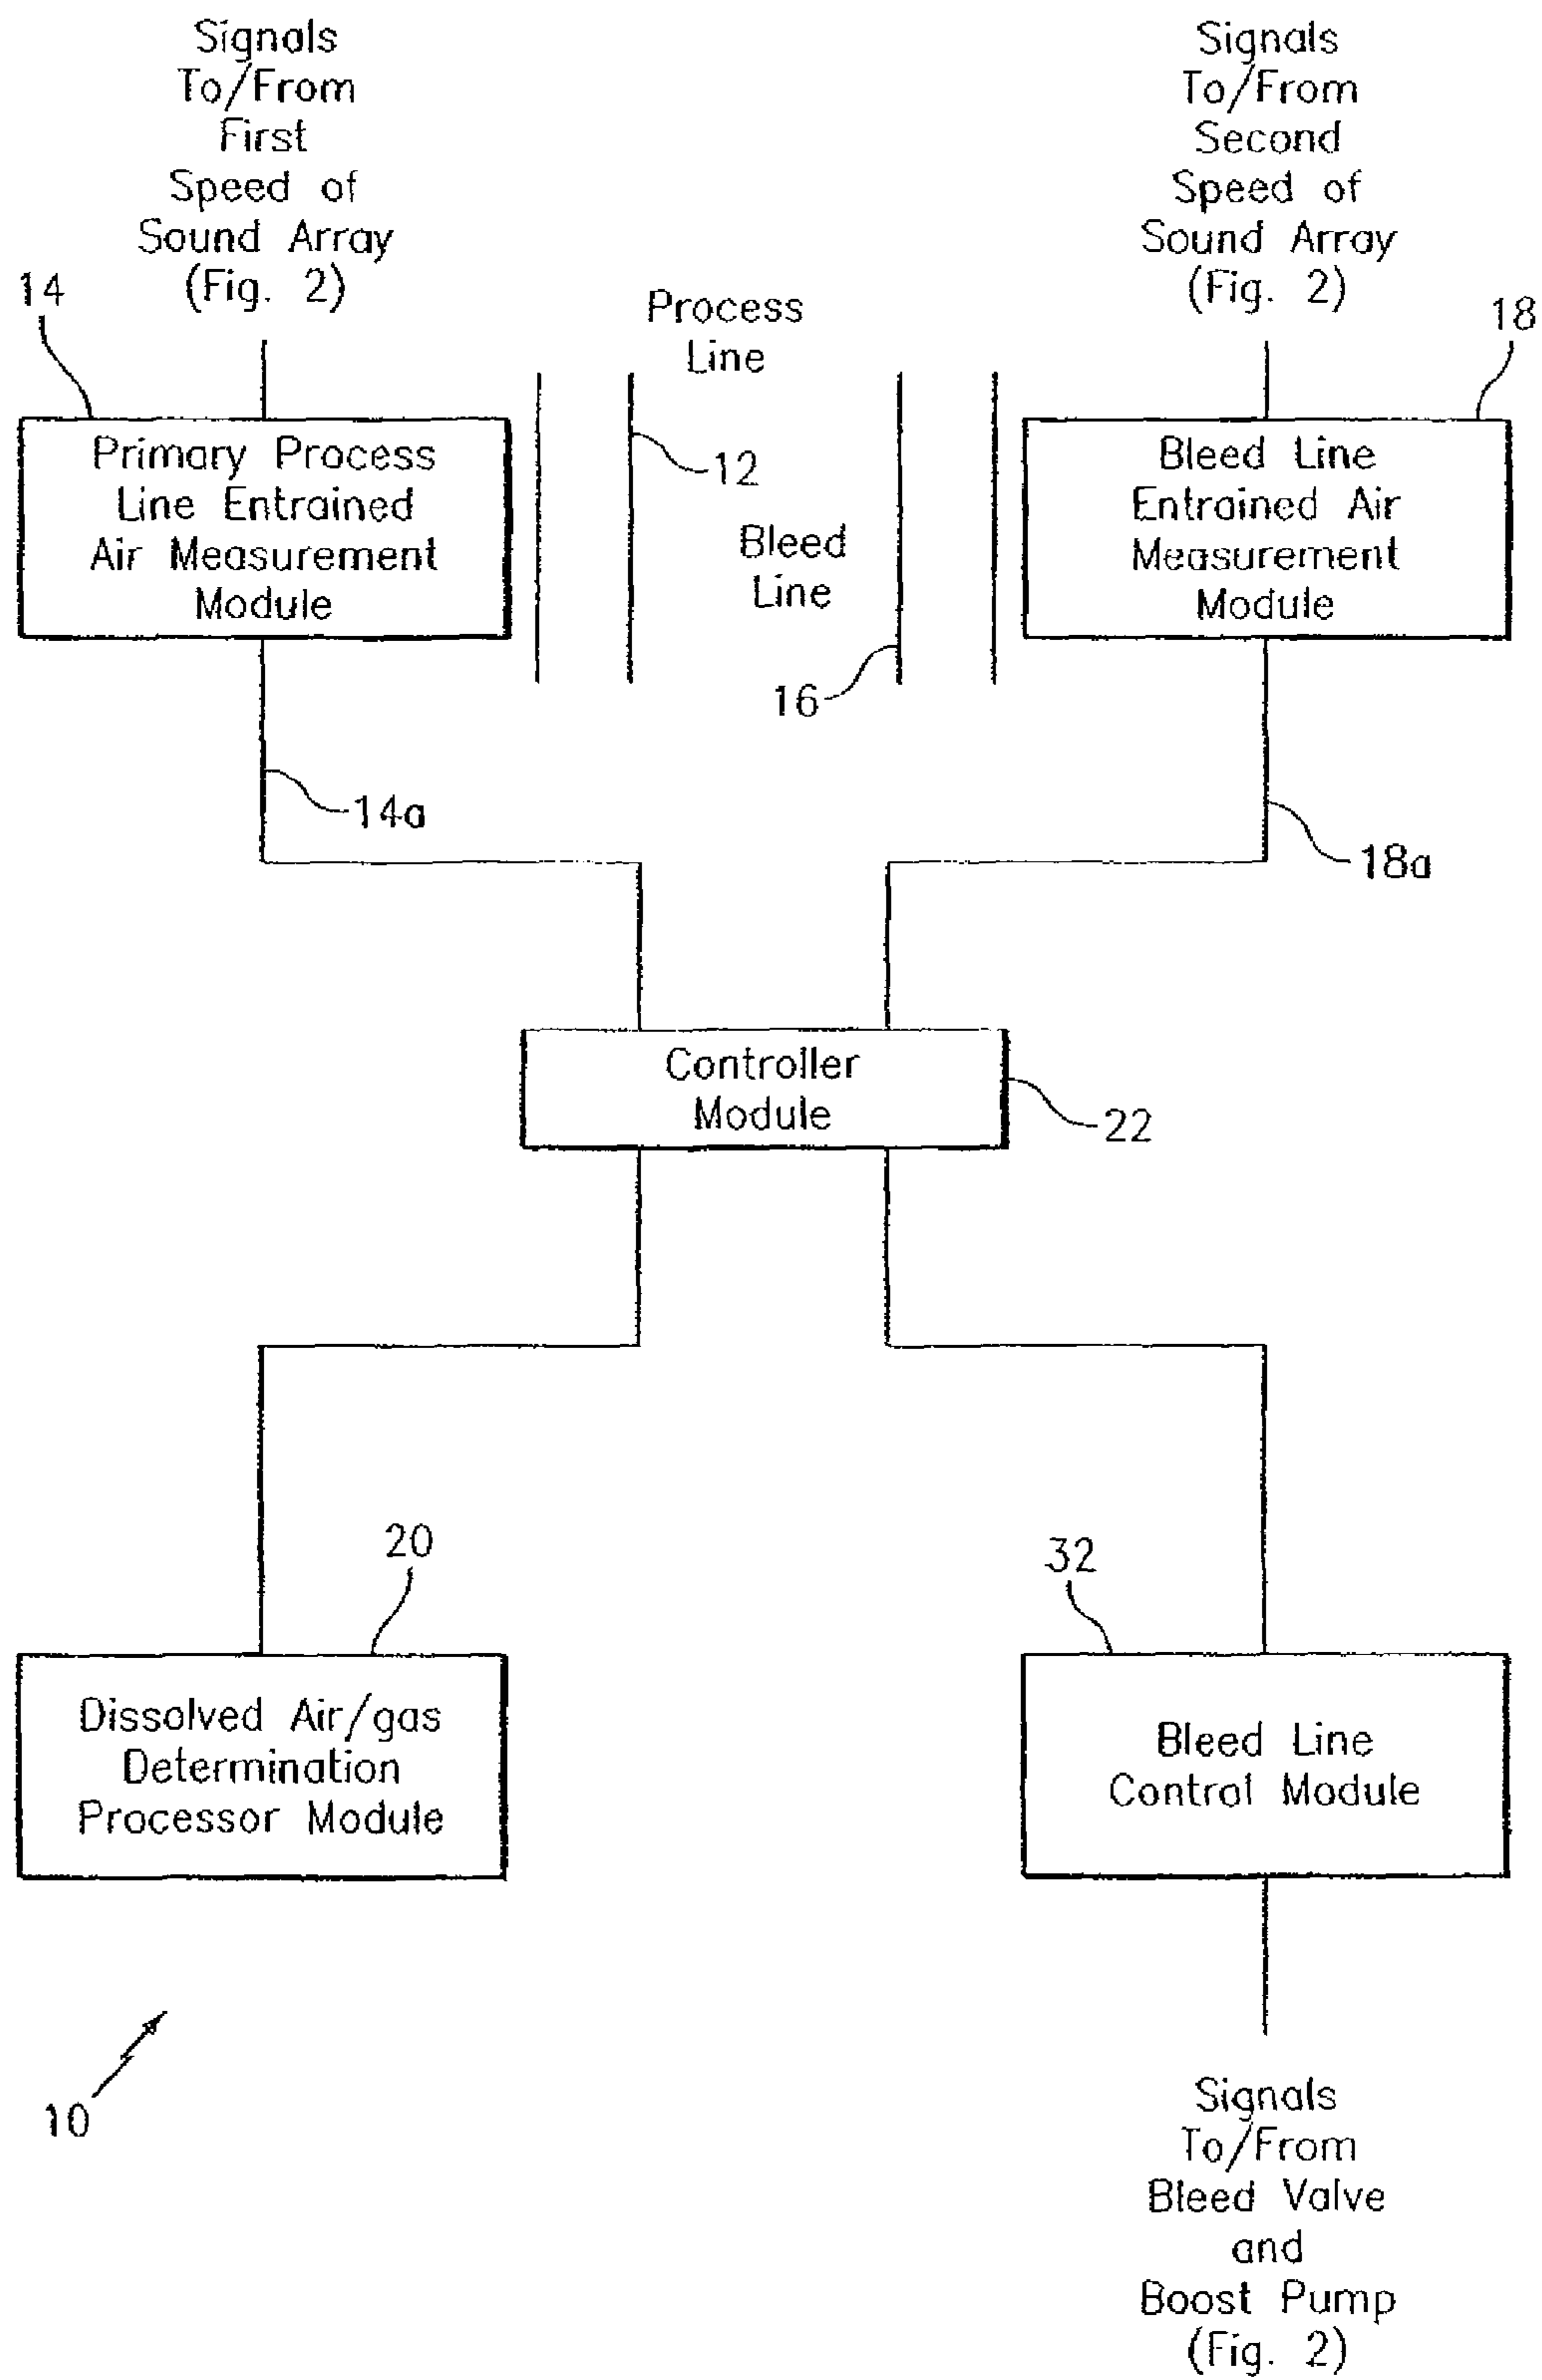 Signals
To/From
First
Speed of
Sound Array
(Fig. 2)
Signals
To/From
Second
Speed of
Sound Array
(Fig. 2)
14
Process
Line
18
Primary Process
Line Entrained
Air Measurement
Module
12
Bleed
Line
16
Bleed Line
Entrained Air
Measurement
Module
14a
18a
Controller
Module
22
20
32
Dissolved Air/gas
Determination
Processor Module
Bleed Line
Control Module
10
Signals
To/From
Bleed Valve
and
Boost Pump
(Fig. 2)